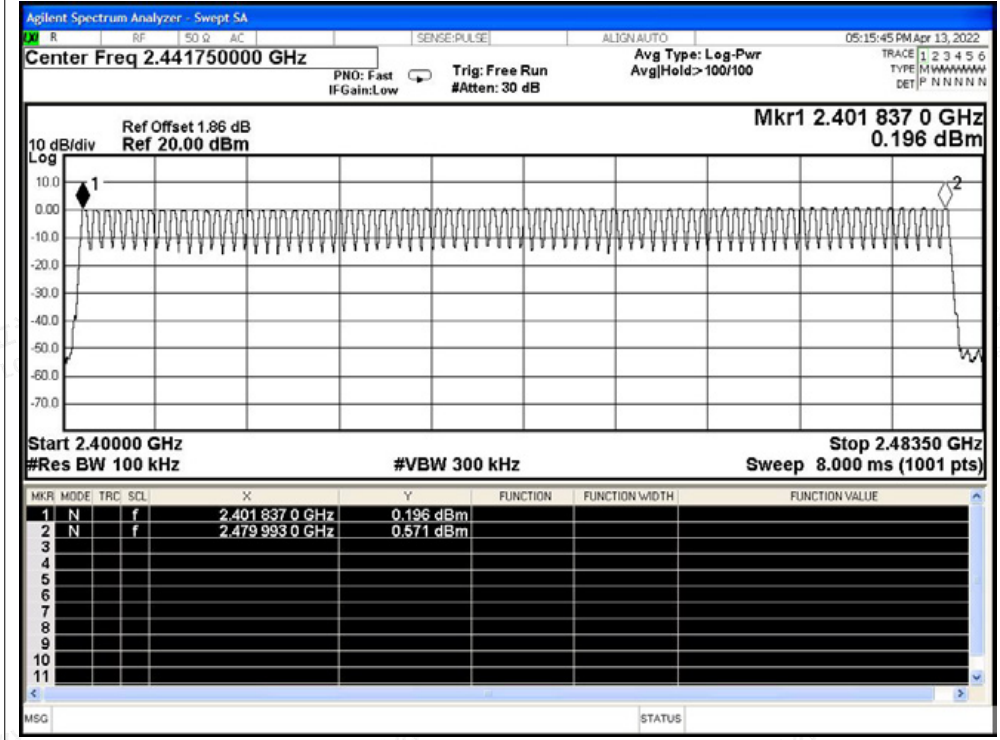 Agilent Spectrum Analyzer - Swept SA
LXI R RF 50 Ω AC SENSE:PULSE ALIGN AUTO 05:15:45 PM Apr 13, 2022
Center Freq 2.441750000 GHz
PNO: Fast
IFGain:Low
Trig: Free Run
#Atten: 30 dB
Avg Type: Log-Pwr
Avg|Hold:>100/100
TRACE 1 2 3 4 5 6
TYPE M WWWWW
DET P N N N N N
Mkr1 2.401 837 0 GHz
0.196 dBm
Ref Offset 1.86 dB
10 dB/div Ref 20.00 dBm
Log
10.0
0.00
-10.0
-20.0
-30.0
-40.0
-50.0
-60.0
-70.0
1
2
Start 2.40000 GHz Stop 2.48350 GHz
#Res BW 100 kHz #VBW 300 kHz Sweep 8.000 ms (1001 pts)
MKR MODE TRC SCL X Y FUNCTION FUNCTION WIDTH FUNCTION VALUE
1 N f 2.401 837 0 GHz 0.196 dBm
2 N f 2.479 993 0 GHz 0.571 dBm
3
4
5
6
7
8
9
10
11
MSG STATUS